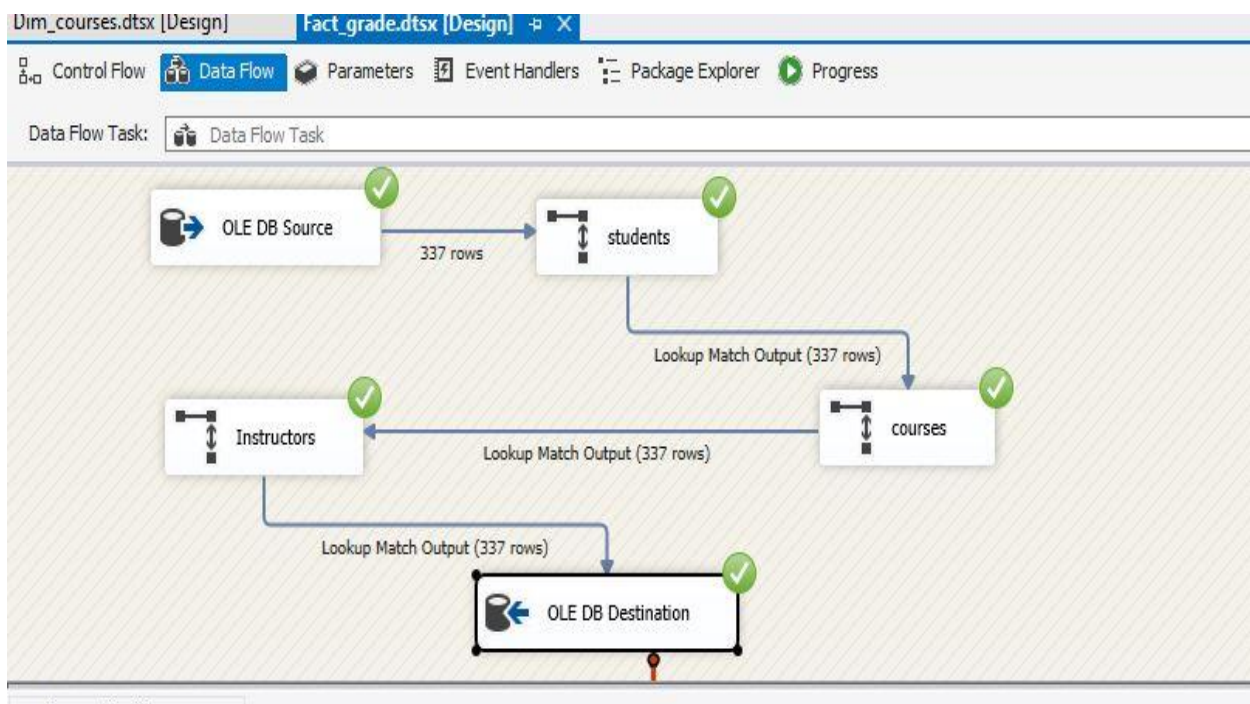 Dim_courses.dtsx [Design] Fact_grade.dtsx [Design]
Control Flow Data Flow Parameters Event Handlers Package Explorer Progress
Data Flow Task: Data Flow Task
OLE DB Source
337 rows
students
Lookup Match Output (337 rows)
courses
Lookup Match Output (337 rows)
Instructors
Lookup Match Output (337 rows)
OLE DB Destination